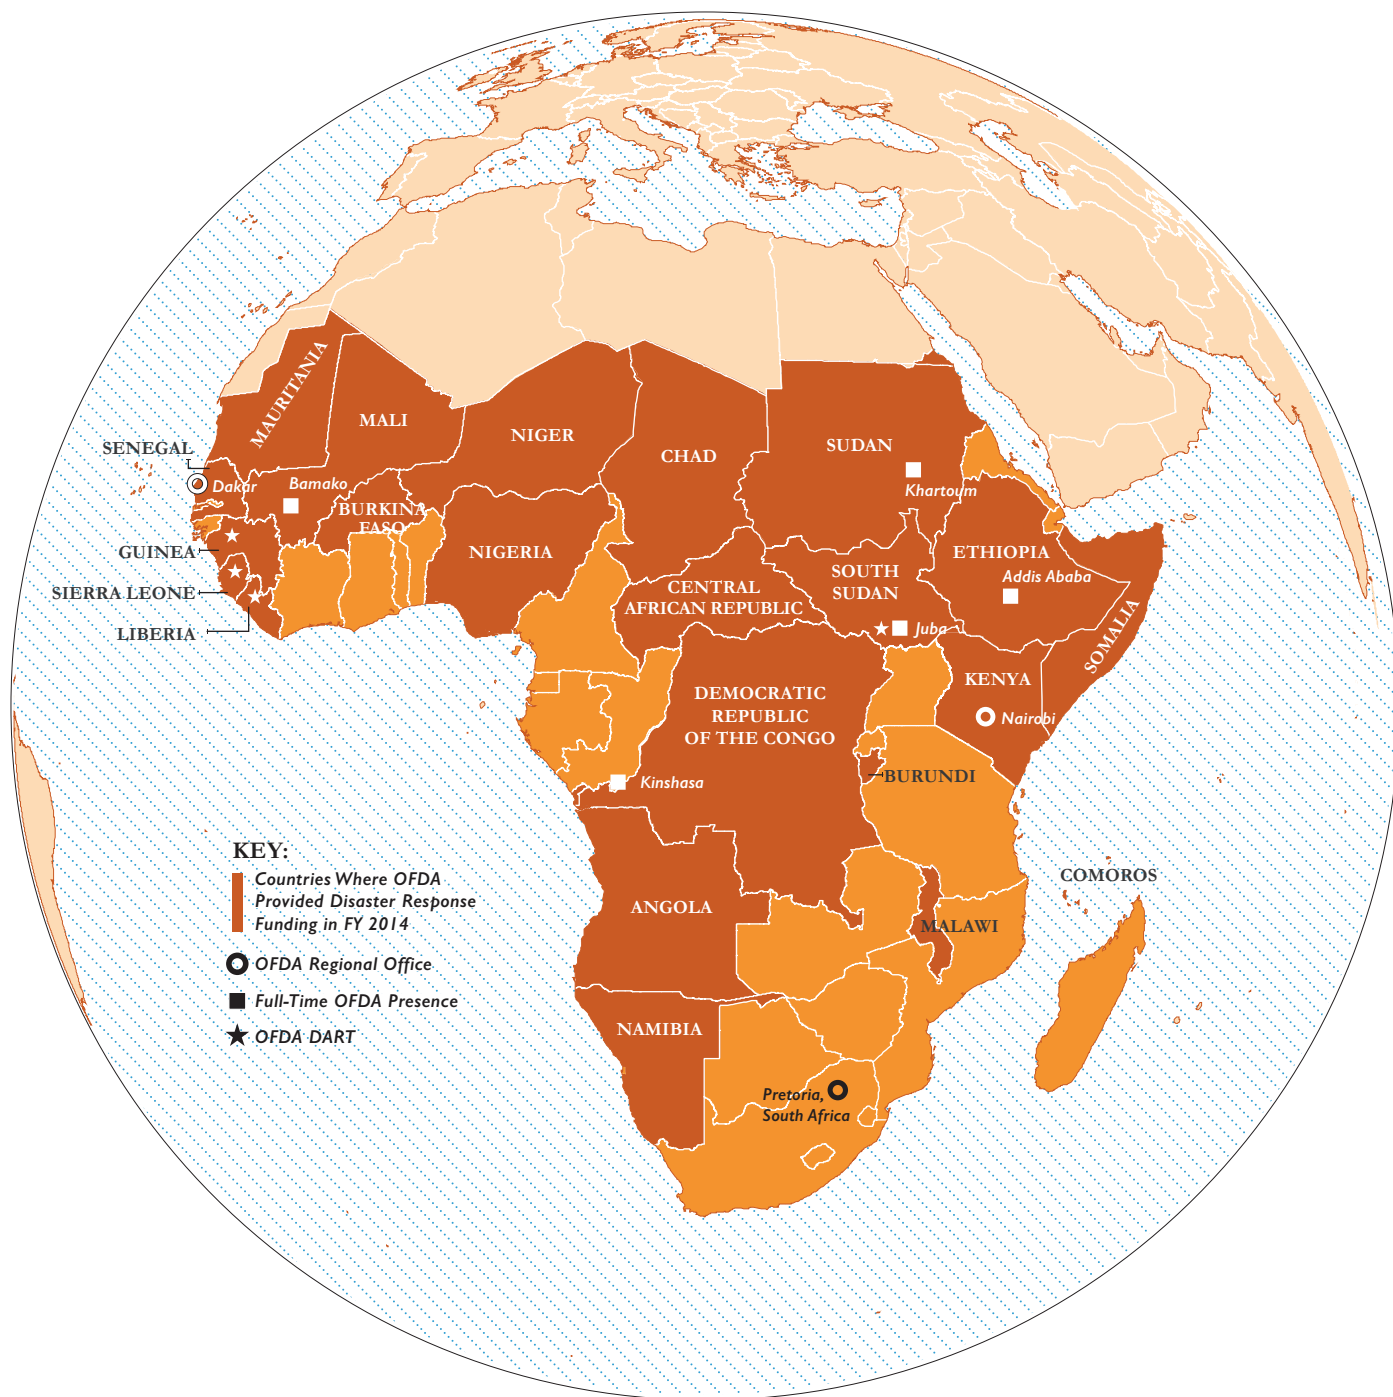 MAURITANIA
MALI
NIGER
CHAD
SUDAN
Khartoum
SENEGAL
Dakar
Bamako
BURKINA
FASO
GUINEA
SIERRA LEONE
LIBERIA
NIGERIA
CENTRAL
AFRICAN REPUBLIC
SOUTH
SUDAN
Juba
ETHIOPIA
Addis Ababa
SOMALIA
KENYA
Nairobi
DEMOCRATIC
REPUBLIC
OF THE CONGO
Kinshasa
BURUNDI
COMOROS
ANGOLA
MALAWI
NAMIBIA
Pretoria,
South Africa
KEY:
Countries Where OFDA
Provided Disaster Response
Funding in FY 2014
OFDA Regional Office
Full-Time OFDA Presence
OFDA DART